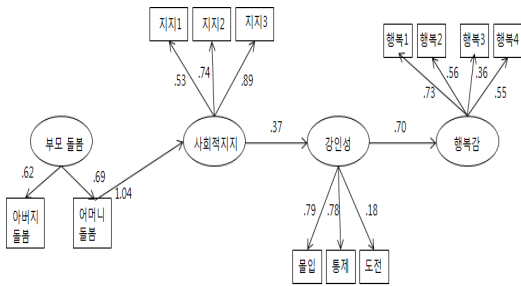 지지1 지지2 지지3
행복1 행복2 행복3 행복4
.53 .74 .89
.73 .56 .36 .55
부모 돌봄 사회적지지 .37 강인성 .70 행복감
.62 .69
1.04
아버지 어머니
돌봄 돌봄
.79 .78 .18
몰입 통제 도전